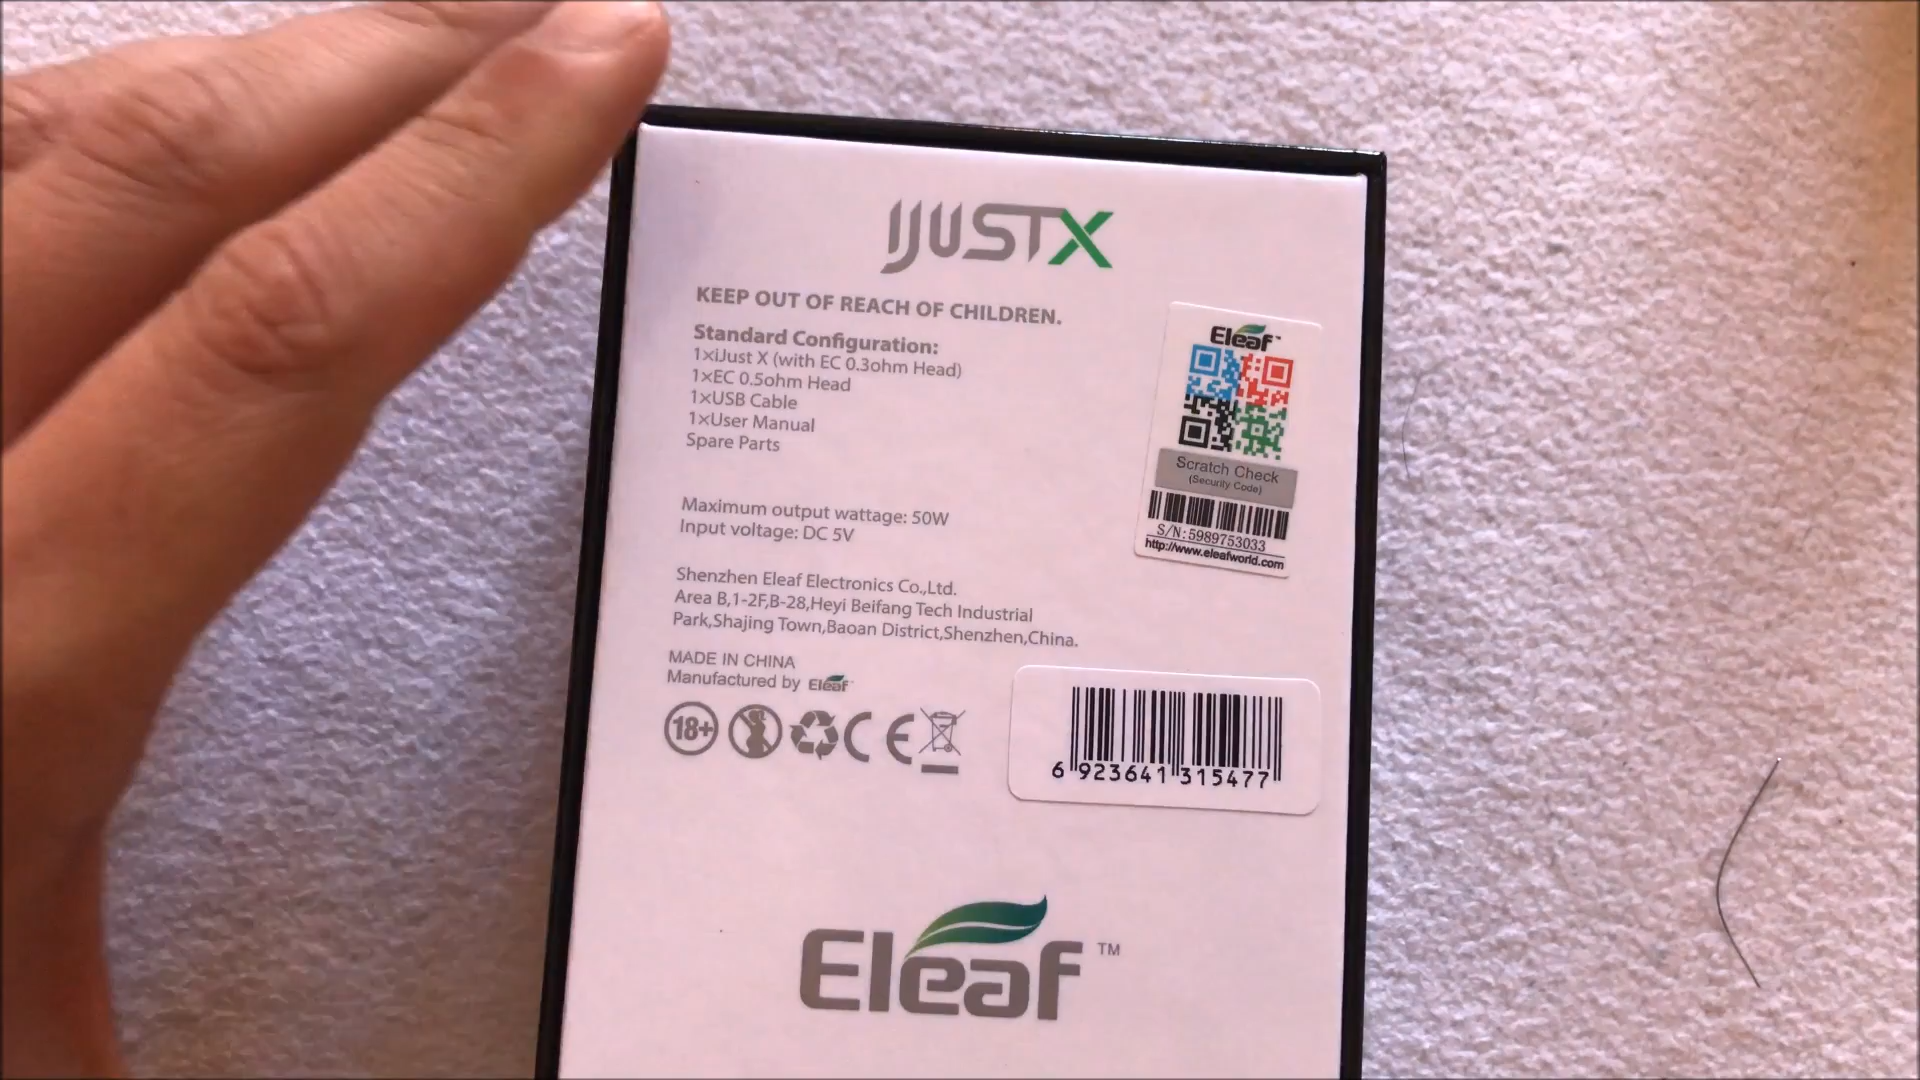 IJUSTX
KEEP OUT OF REACH OF CHILDREN.
Standard Configuration:
1×iJust X (with EC 0.3ohm Head)
1×EC 0.5ohm Head
1×USB Cable
1×User Manual
Spare Parts
Maximum output wattage: 50W
Input voltage: DC 5V
Shenzhen Eleaf Electronics Co.,Ltd.
Area B,1-2F,B-28,Heyi Beifang Tech Industrial
Park,Shajing Town,Baoan District,Shenzhen,China.
MADE IN CHINA
Manufactured by Eleaf
18+
CE
Eleaf™
Scratch Check
(Security Code)
S/N:5989753033
http://www.eleafworld.com
6 923641 315477
Eleaf™